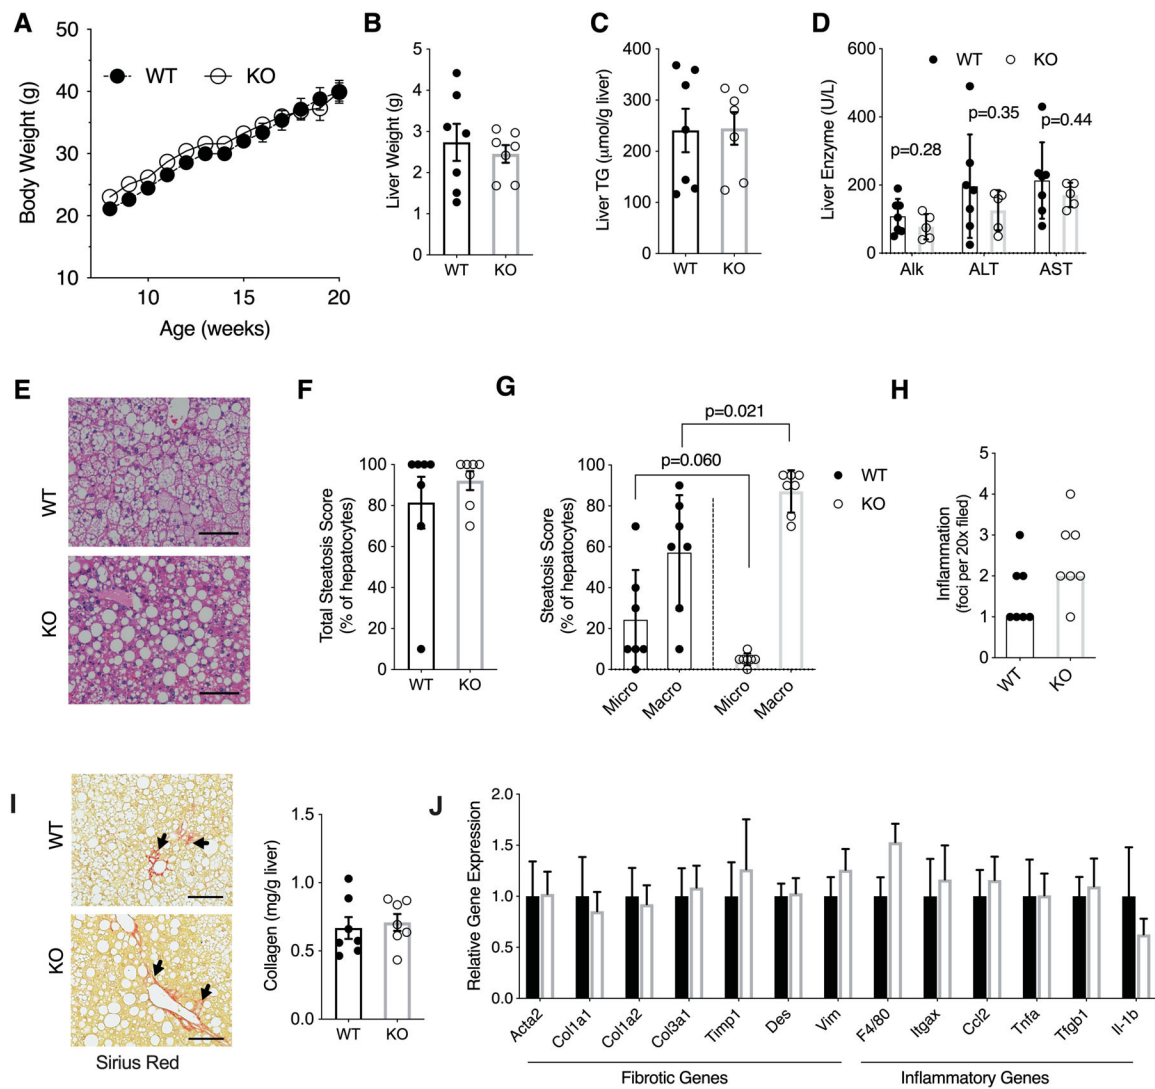 A
50
40
30
20
10
Body Weight (g)
WT
KO
10
15
20
Age (weeks)
B
5
4
3
2
1
0
Liver Weight (g)
WT
KO
C
400
300
200
100
0
Liver TG (µmol/g liver)
WT
KO
D
600
400
200
0
Liver Enzyme (U/L)
WT
KO
p=0.28
p=0.35
p=0.44
Alk
ALT
AST
E
WT
KO
F
100
80
60
40
20
0
Total Steatosis Score
(% of hepatocytes)
WT
KO
G
p=0.021
p=0.060
100
80
60
40
20
0
Steatosis Score
(% of hepatocytes)
WT
KO
Micro
Macro
Micro
Macro
H
5
4
3
2
1
0
Inflammation
(foci per 20x filed)
WT
KO
I
WT
KO
Sirius Red
1.5
1.0
0.5
0.0
Collagen (mg/g liver)
WT
KO
J
2.0
1.5
1.0
0.5
0.0
Relative Gene Expression
Acta2
Col1a1
Col1a2
Col3a1
Timp1
Des
Vim
F4/80
Itgax
Ccl2
Tnfa
Tfgb1
Il-1b
Fibrotic Genes
Inflammatory Genes